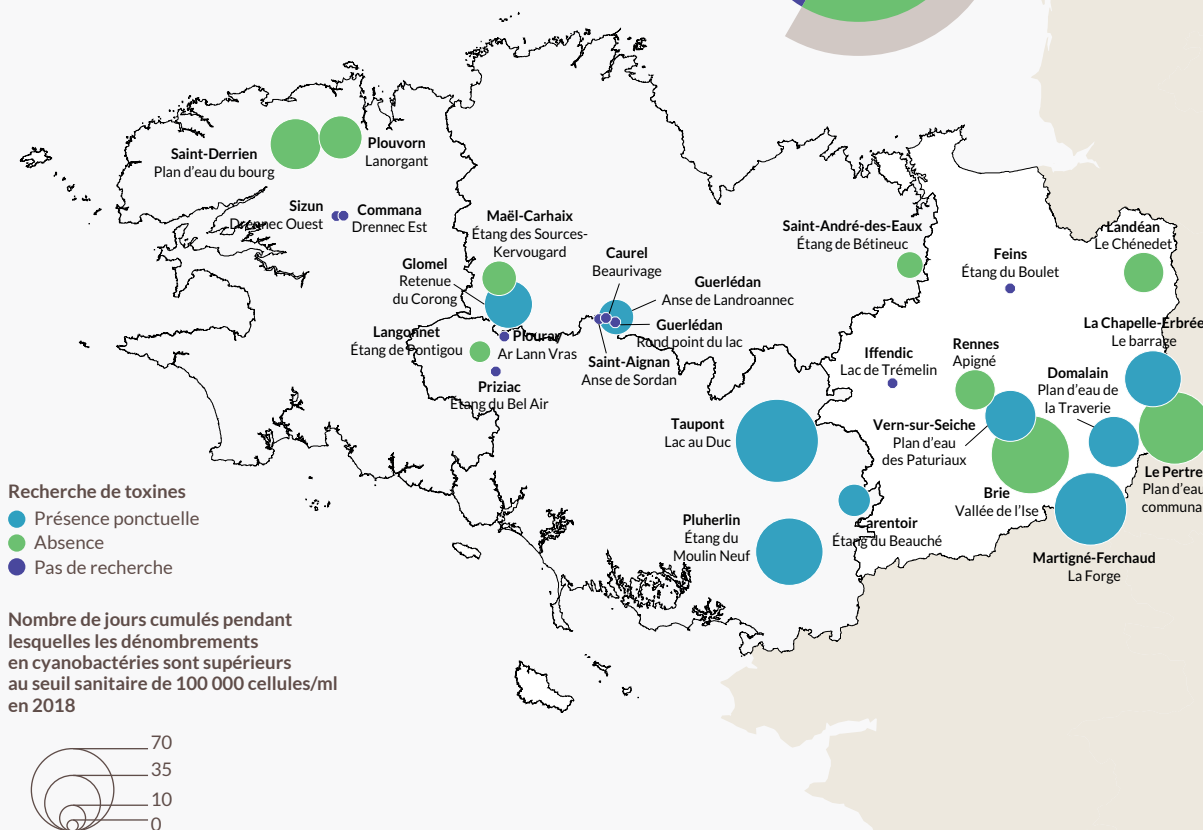 Saint-Derrien
Plan d'eau du bourg
Plouvorn
Lanorgant
Sizun
Drennec Ouest
Commana
Drennec Est
Maël-Carhaix
Étang des Sources-
Kervougard
Glomel
Retenue
du Corong
Caurel
Beaurivage
Guerlédan
Anse de Landroannec
Guerlédan
Rond point du lac
Saint-Aignan
Anse de Sordan
Langonnet
Étang de Pontigou
Plouray
Ar Lann Vras
Priziac
Étang du Bel Air
Saint-André-des-Eaux
Étang de Bétineuc
Feins
Étang du Boulet
Landéan
Le Chênedet
La Chapelle-Erbrée
Le barrage
Iffendic
Lac de Trémelin
Rennes
Apigné
Domalain
Plan d'eau de
la Traverie
Taupont
Lac au Duc
Vern-sur-Seiche
Plan d'eau
des Paturiaux
Le Pertre
Plan d'eau
communa
Brie
Vallée de l'Ise
Pluherlin
Étang du
Moulin Neuf
Carentoir
Étang du Beauché
Martigné-Ferchaud
La Forge
Recherche de toxines
Présence ponctuelle
Absence
Pas de recherche
Nombre de jours cumulés pendant
lesquelles les dénombrements
en cyanobactéries sont supérieurs
au seuil sanitaire de 100 000 cellules/ml
en 2018
70
35
10
0